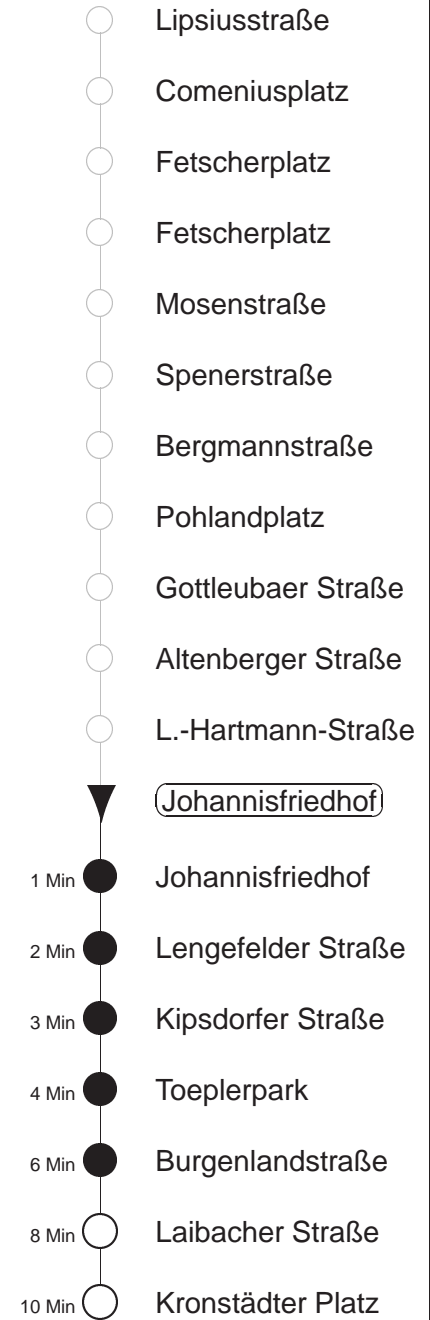 Lipsiusstraße
Comeniusplatz
Fetscherplatz
Fetscherplatz
Mosenstraße
Spenerstraße
Bergmannstraße
Pohlandplatz
Gottleubaer Straße
Altenberger Straße
L.-Hartmann-Straße
Johannisfriedhof
1 Min Johannisfriedhof
2 Min Lengefelder Straße
3 Min Kipsdorfer Straße
4 Min Toeplerpark
6 Min Burgenlandstraße
8 Min Laibacher Straße
10 Min Kronstädter Platz